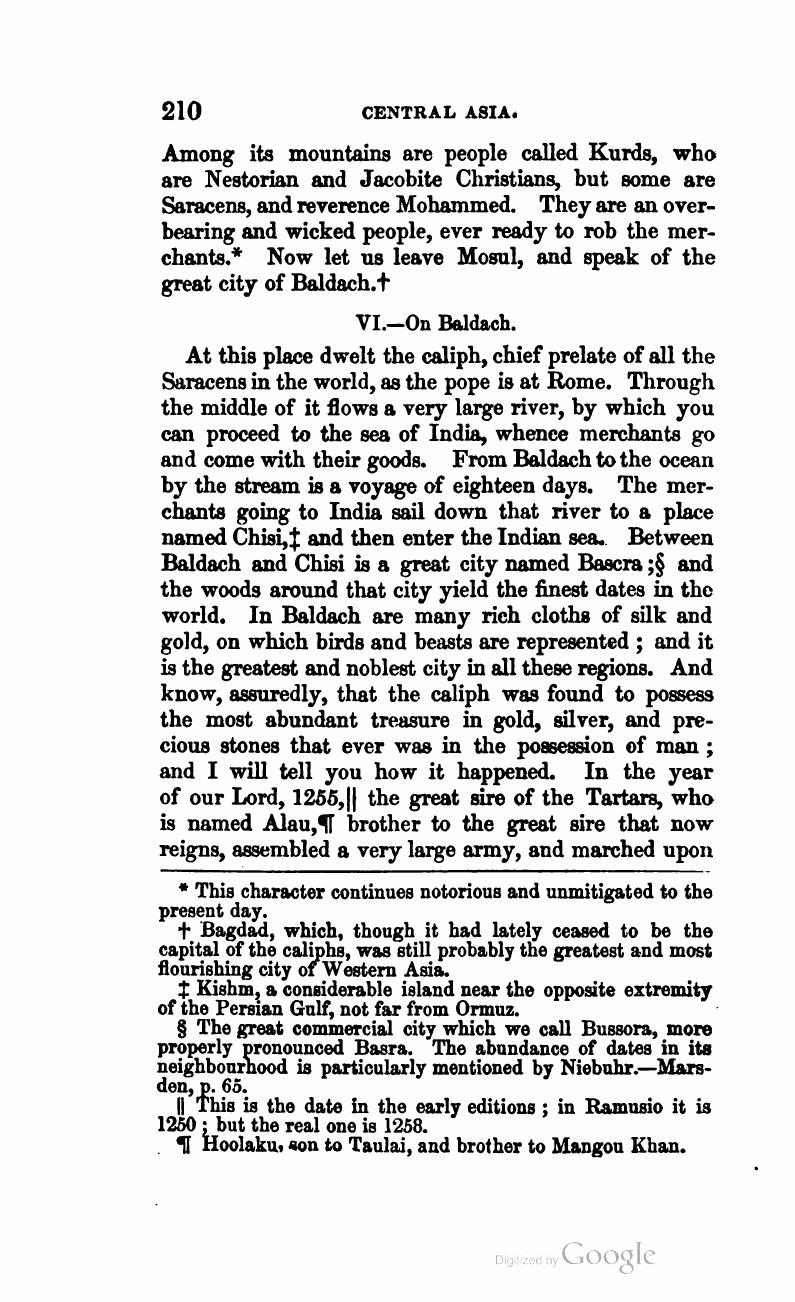 210 CENTRAL ASIA.
Among its mountains are people called Kurds, who
are Nestorian and Jacobite Christians, but some are
Saracens, and reverence Mohammed. They are an over-
bearing and wicked people, ever ready to rob the mer-
chants.* Now let us leave Mosul, and speak of the
great city of Baldach.†
VI.—On Baldach.
At this place dwelt the caliph, chief prelate of all the
Saracens in the world, as the pope is at Rome. Through
the middle of it flows a very large river, by which you
can proceed to the sea of India, whence merchants go
and come with their goods. From Baldach to the ocean
by the stream is a voyage of eighteen days. The mer-
chants going to India sail down that river to a place
named Chisi,‡ and then enter the Indian sea. Between
Baldach and Chisi is a great city named Bascra ;§ and
the woods around that city yield the finest dates in the
world. In Baldach are many rich cloths of silk and
gold, on which birds and beasts are represented ; and it
is the greatest and noblest city in all these regions. And
know, assuredly, that the caliph was found to possess
the most abundant treasure in gold, silver, and pre-
cious stones that ever was in the possession of man ;
and I will tell you how it happened. In the year
of our Lord, 1255,|| the great sire of the Tartars, who
is named Alau,¶ brother to the great sire that now
reigns, assembled a very large army, and marched upon
* This character continues notorious and unmitigated to the
present day.
† Bagdad, which, though it had lately ceased to be the
capital of the caliphs, was still probably the greatest and most
flourishing city of Western Asia.
‡ Kishm, a considerable island near the opposite extremity
of the Persian Gulf, not far from Ormuz.
§ The great commercial city which we call Bussora, more
properly pronounced Basra. The abundance of dates in its
neighbourhood is particularly mentioned by Niebuhr.—Mars-
den, p. 65.
|| This is the date in the early editions ; in Ramusio it is
1250 ; but the real one is 1258.
¶ Hoolaku, son to Taulai, and brother to Mangou Khan.
Digitized by Google